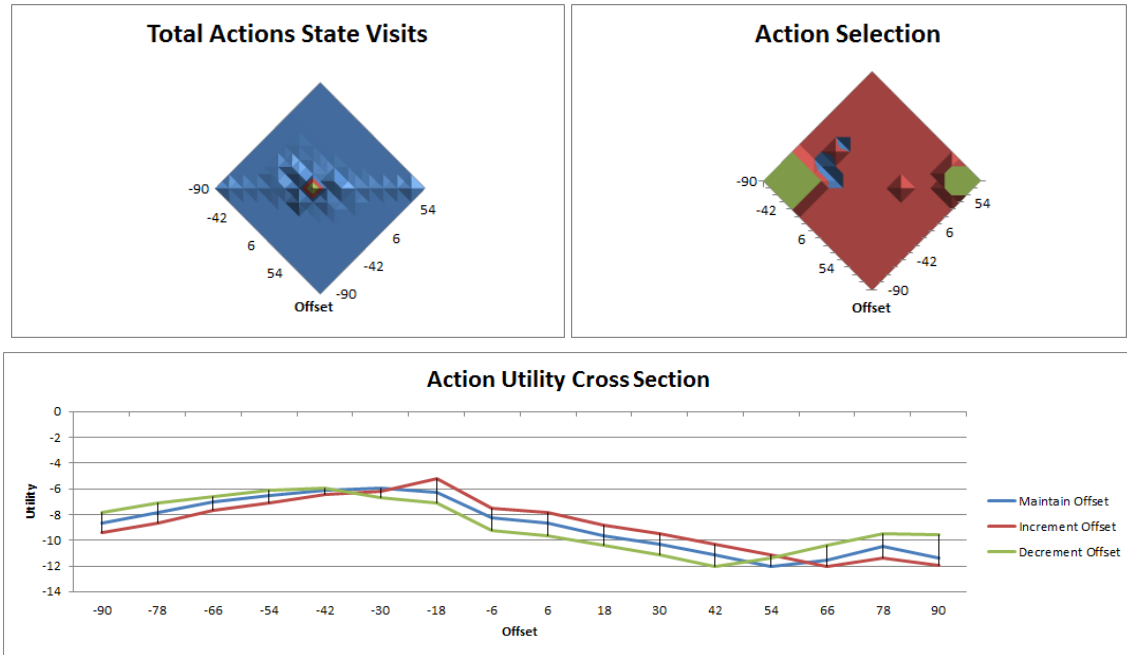 Total Actions State Visits
-90
-42
6
54
Offset
-90
-42
6
54
Action Selection
-90
-42
6
54
Offset
-90
-42
6
54
Action Utility Cross Section
Utility
0
-2
-4
-6
-8
-10
-12
-14
-90 -78 -66 -54 -42 -30 -18 -6 6 18 30 42 54 66 78 90
Offset
Maintain Offset
Increment Offset
Decrement Offset